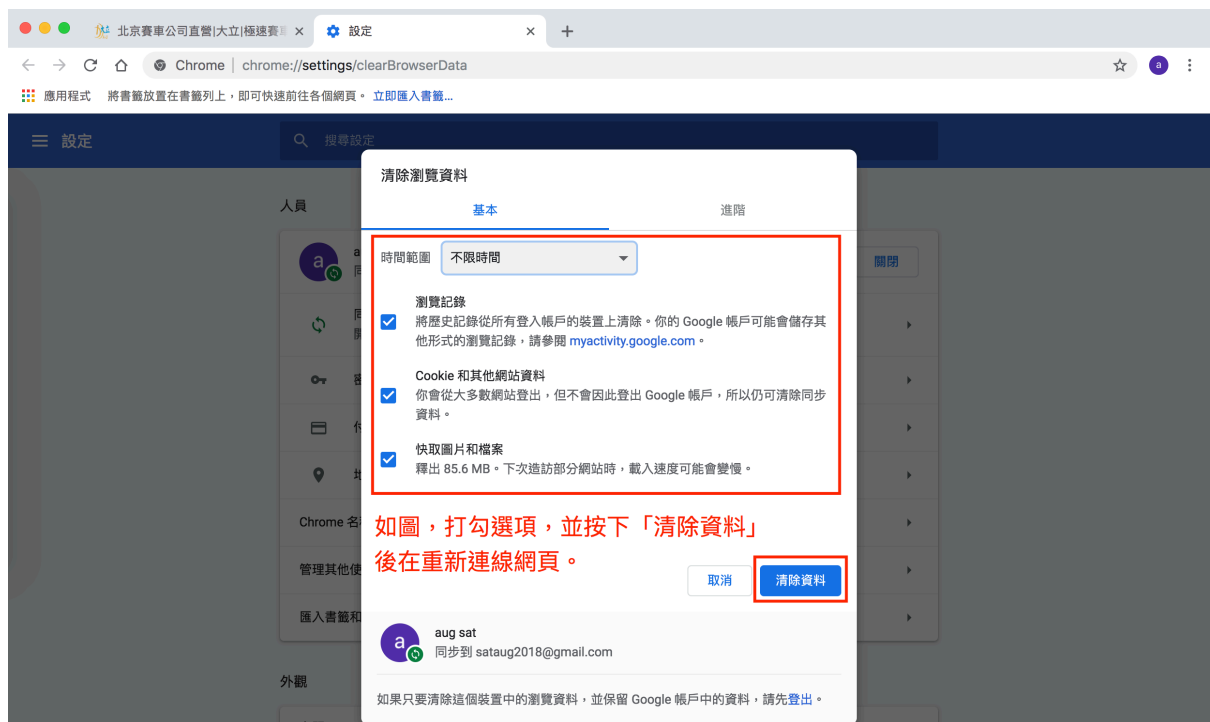 北京賽車公司直營|大立|極速賽
設定
Chrome | chrome://settings/clearBrowserData
a
應用程式 將書籤放置在書籤列上，即可快速前往各個網頁。 立即匯入書籤...
設定
搜尋設定
清除瀏覽資料
基本 進階
人員
a
a
關閉
時間範圍 不限時間
瀏覽記錄
將歷史記錄從所有登入帳戶的裝置上清除。你的 Google 帳戶可能會儲存其
他形式的瀏覽記錄，請參閱 myactivity.google.com。
Cookie 和其他網站資料
你會從大多數網站登出，但不會因此登出 Google 帳戶，所以仍可清除同步
資料。
快取圖片和檔案
釋出 85.6 MB。下次造訪部分網站時，載入速度可能會變慢。
Chrome 名
管理其他使
匯入書籤和
如圖，打勾選項，並按下「清除資料」
後在重新連線網頁。
取消 清除資料
a
aug sat
同步到 sataug2018@gmail.com
外觀
如果只要清除這個裝置中的瀏覽資料，並保留 Google 帳戶中的資料，請先登出。